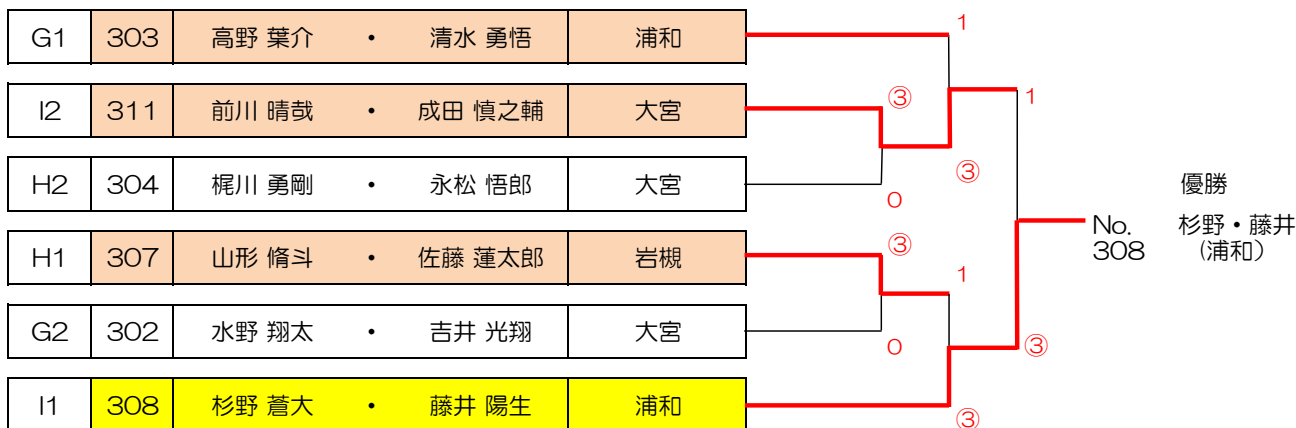 G1 303 高野 葉介 ・ 清水 勇悟 浦和 1
I2 311 前川 晴哉 ・ 成田 慎之輔 大宮 ③ 1
③
H2 304 梶川 勇剛 ・ 永松 悟郎 大宮 0
優勝
No. 杉野・藤井
308 （浦和）
H1 307 山形 脩斗 ・ 佐藤 蓮太郎 岩槻 ③
1
G2 302 水野 翔太 ・ 吉井 光翔 大宮 0 ③
I1 308 杉野 蒼大 ・ 藤井 陽生 浦和 ③